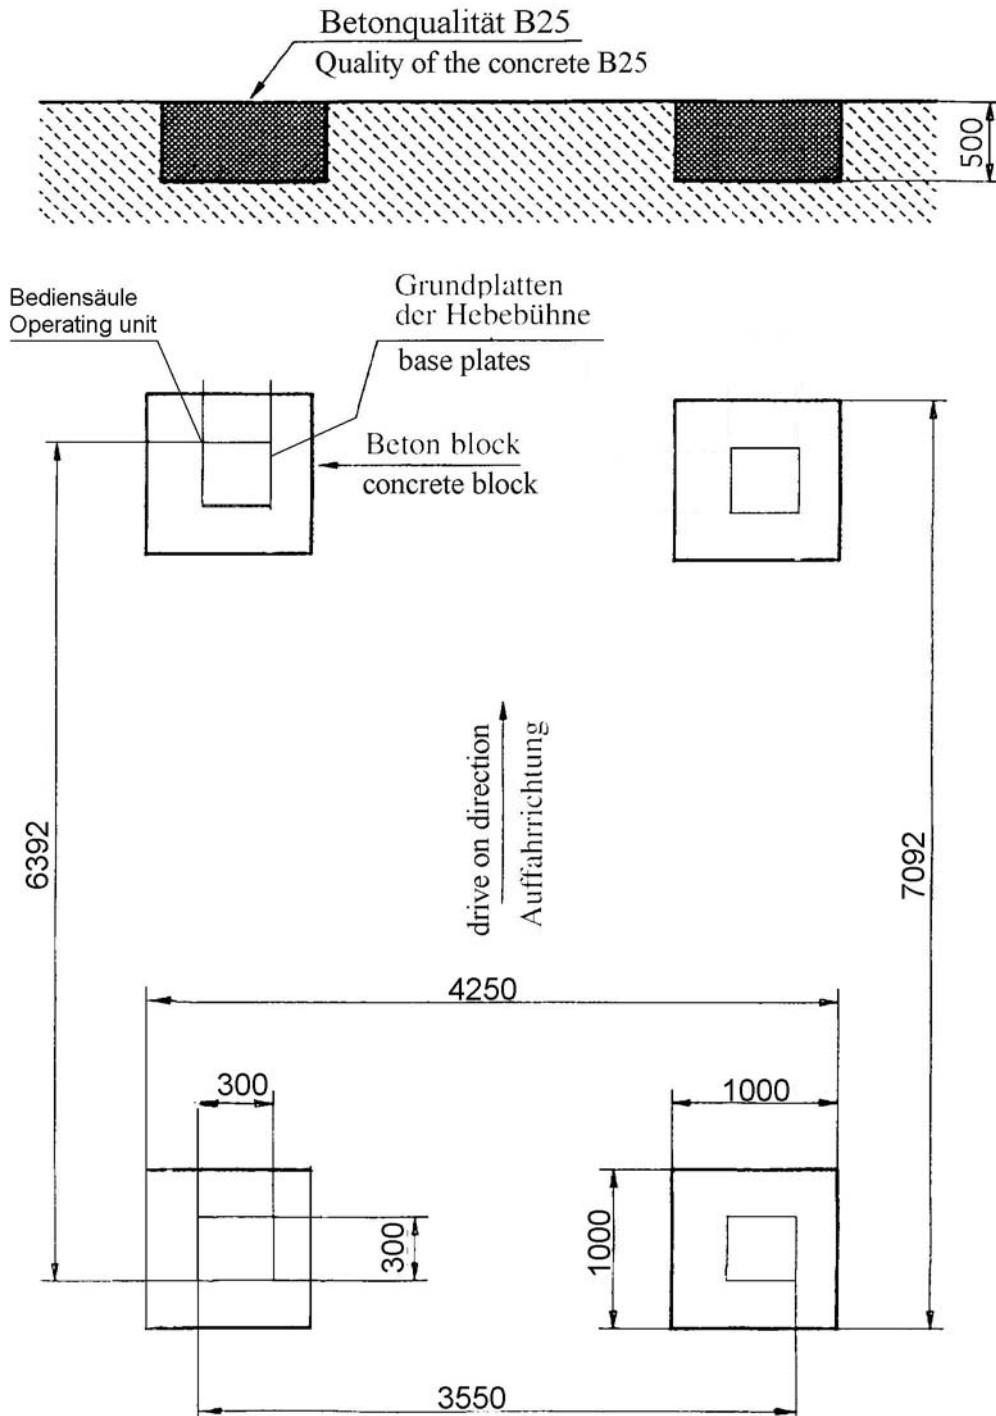 Betonqualität B25
Quality of the concrete B25
500
Bediensäule
Operating unit
Grundplatten
der Hebebühne
base plates
Beton block
concrete block
6392
drive on direction
Auffahrrichtung
7092
4250
300
1000
300
1000
3550